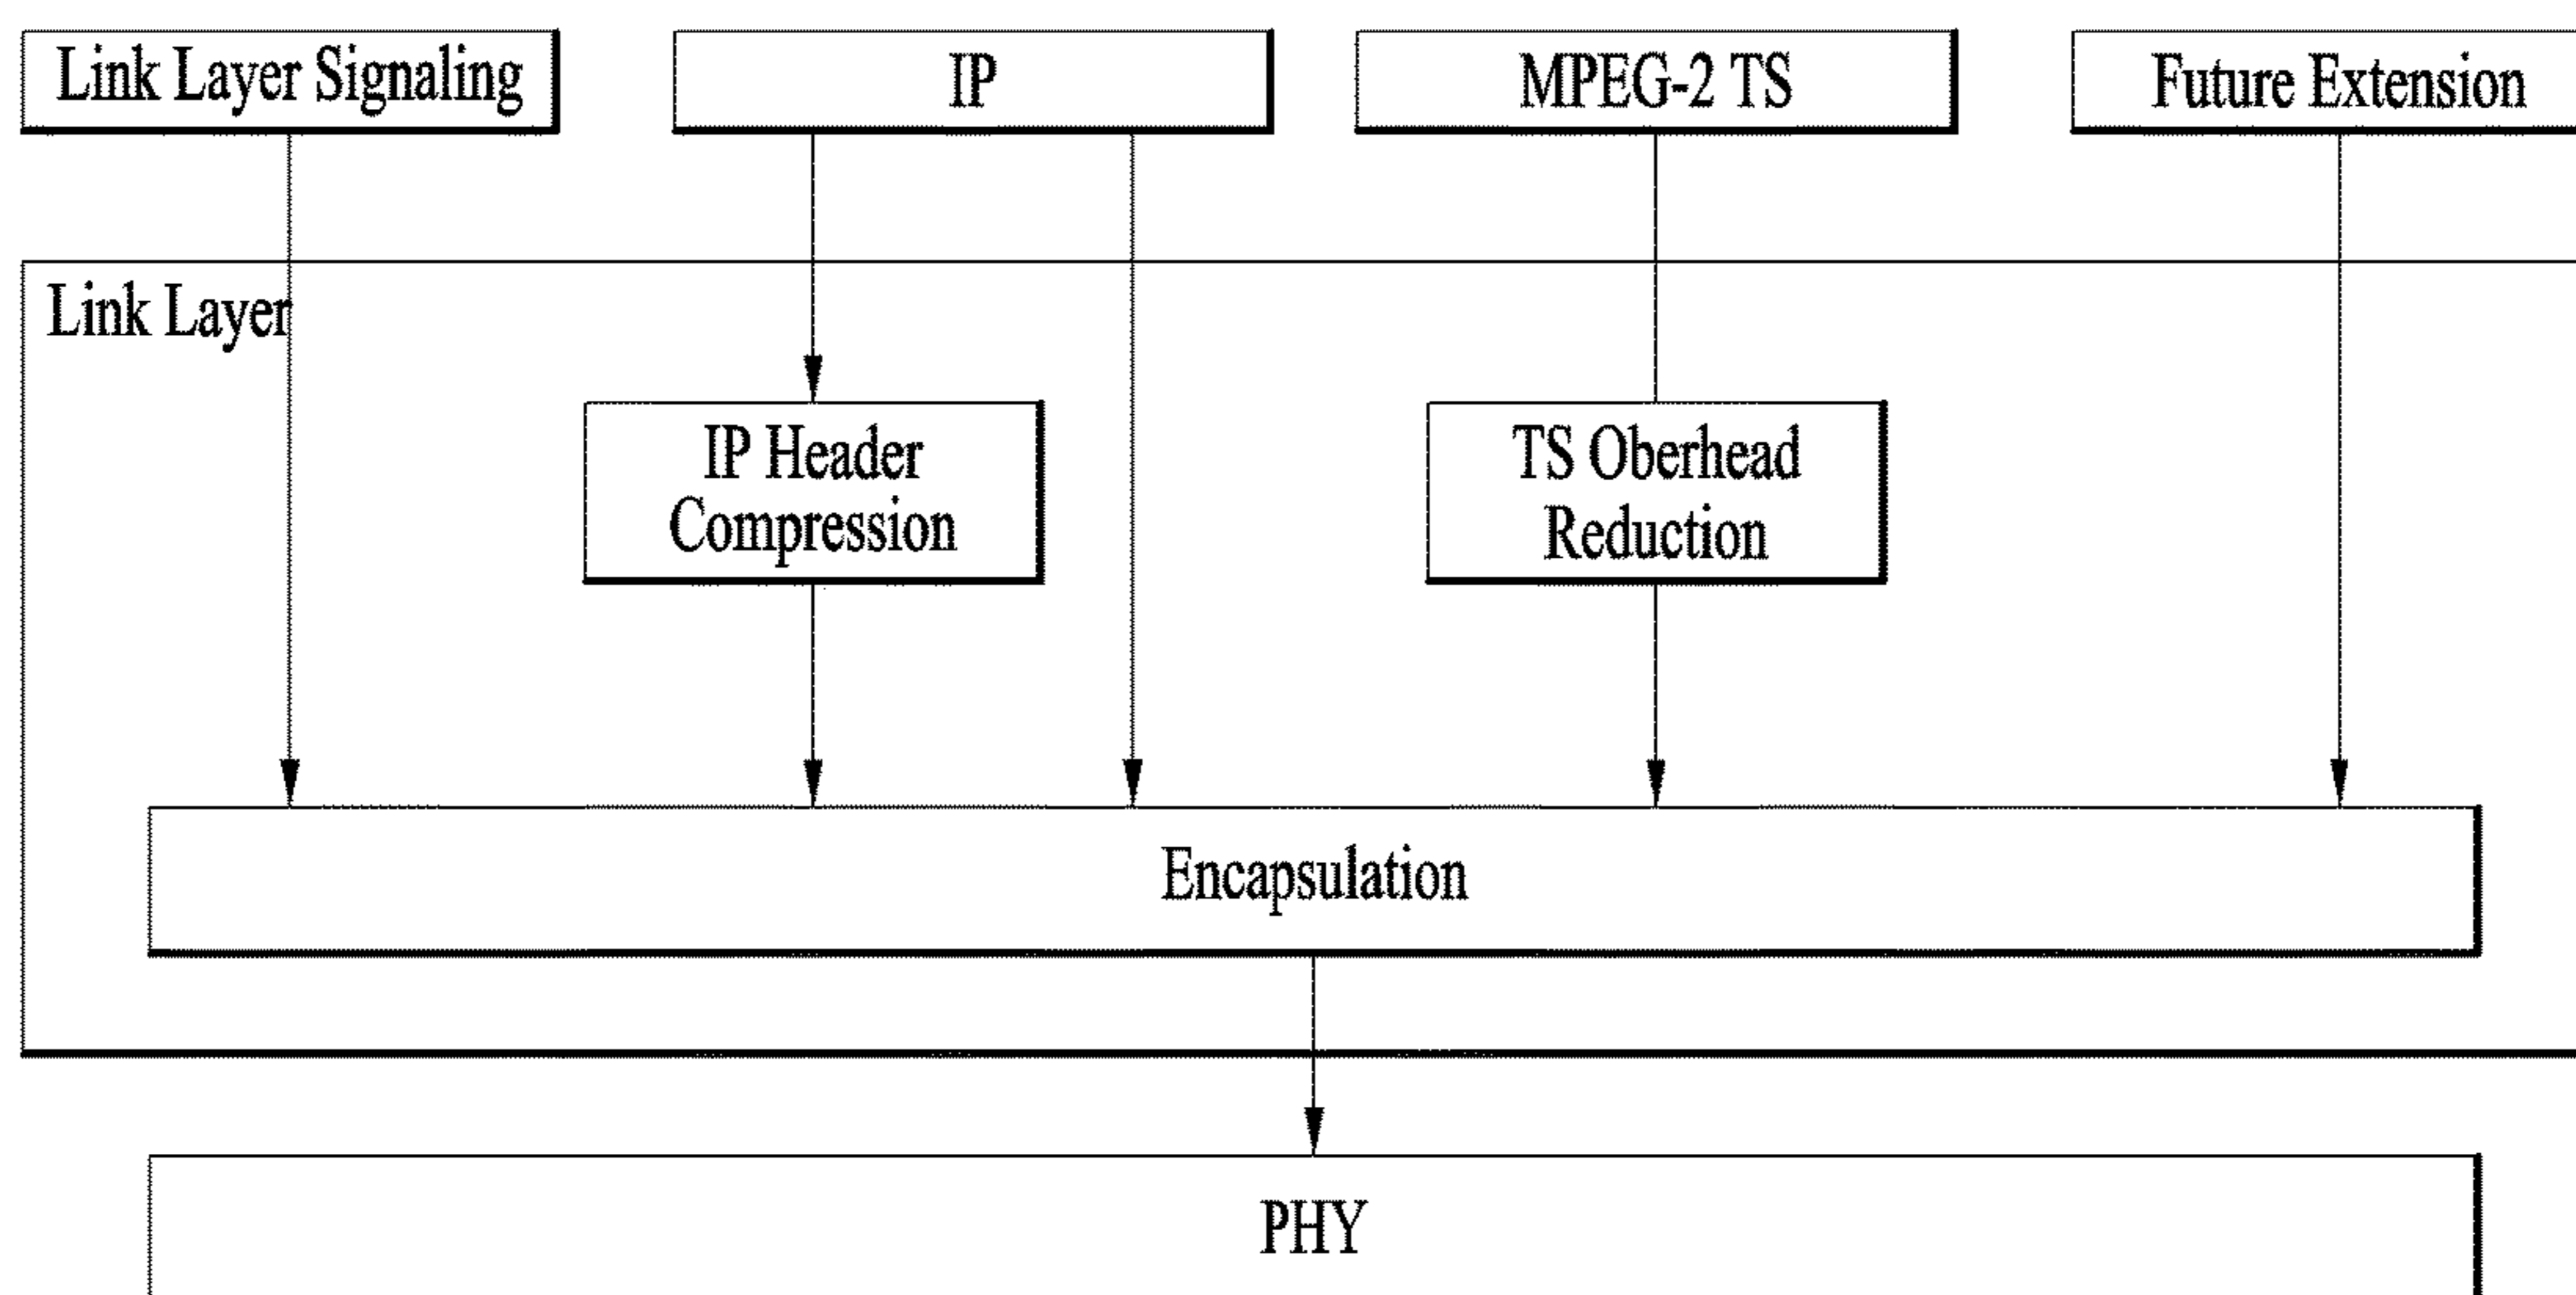 Link Layer Signaling
IP
MPEG-2 TS
Future Extension
Link Layer
IP Header
Compression
TS Oberhead
Reduction
Encapsulation
PHY